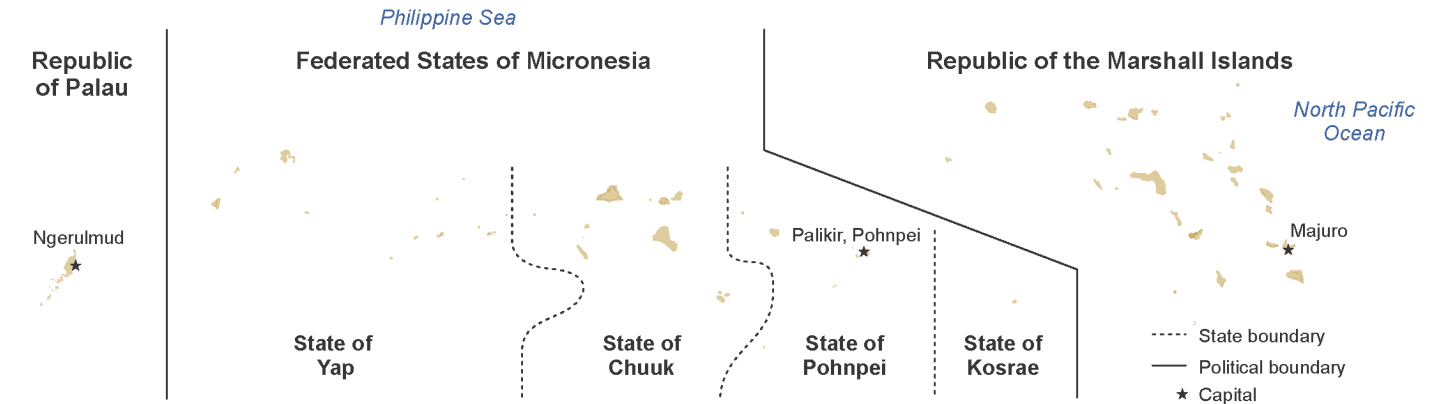 Philippine Sea
Republic
of Palau
Federated States of Micronesia
Republic of the Marshall Islands
North Pacific
Ocean
Ngerulmud
Palikir, Pohnpei
Majuro
State of
Yap
State of
Chuuk
State of
Pohnpei
State of
Kosrae
State boundary
Political boundary
Capital